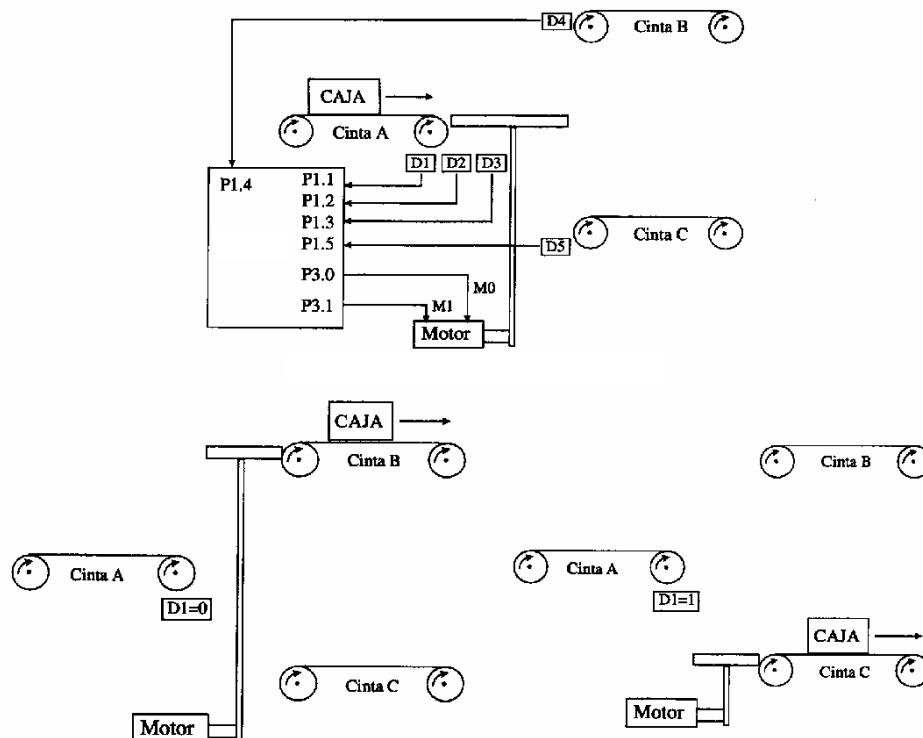 D4
Cinta B
CAJA
Cinta A
D1 D2 D3
P1,4
P1.1
P1,2
P1.3
P1.5
D5
Cinta C
P3.0
M0
P3.1
M1
Motor
CAJA
Cinta B
Cinta A
D1=0
Cinta C
Motor
Cinta B
Cinta A
D1=1
CAJA
Cinta C
Motor